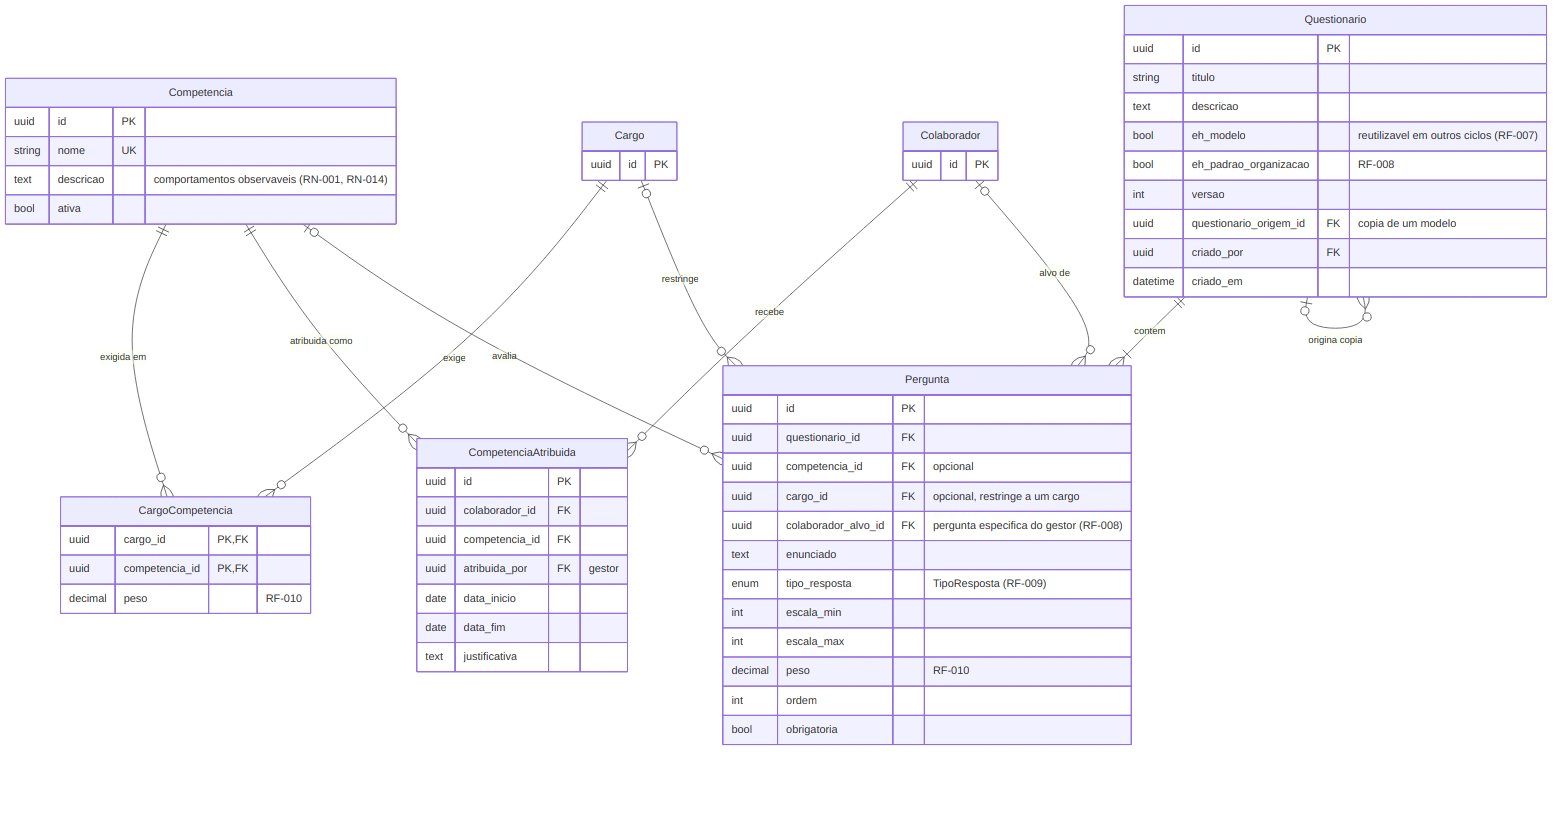 Questionario
uuid id PK
string titulo
text descricao
bool eh_modelo reutilizavel em outros ciclos (RF-007)
bool eh_padrao_organizacao RF-008
int versao
uuid questionario_origem_id FK copia de um modelo
uuid criado_por FK
datetime criado_em
Competencia
uuid id PK
string nome UK
text descricao comportamentos observaveis (RN-001, RN-014)
bool ativa
Cargo
uuid id PK
Colaborador
uuid id PK
restringe
alvo de
recebe
contem
origina copia
exigida em
atribuida como
exige
avalia
Pergunta
uuid id PK
uuid questionario_id FK
uuid competencia_id FK opcional
uuid cargo_id FK opcional, restringe a um cargo
uuid colaborador_alvo_id FK pergunta especifica do gestor (RF-008)
text enunciado
enum tipo_resposta TipoResposta (RF-009)
int escala_min
int escala_max
decimal peso RF-010
int ordem
bool obrigatoria
CompetenciaAtribuida
uuid id PK
uuid colaborador_id FK
uuid competencia_id FK
uuid atribuida_por FK gestor
date data_inicio
date data_fim
text justificativa
CargoCompetencia
uuid cargo_id PK,FK
uuid competencia_id PK,FK
decimal peso RF-010